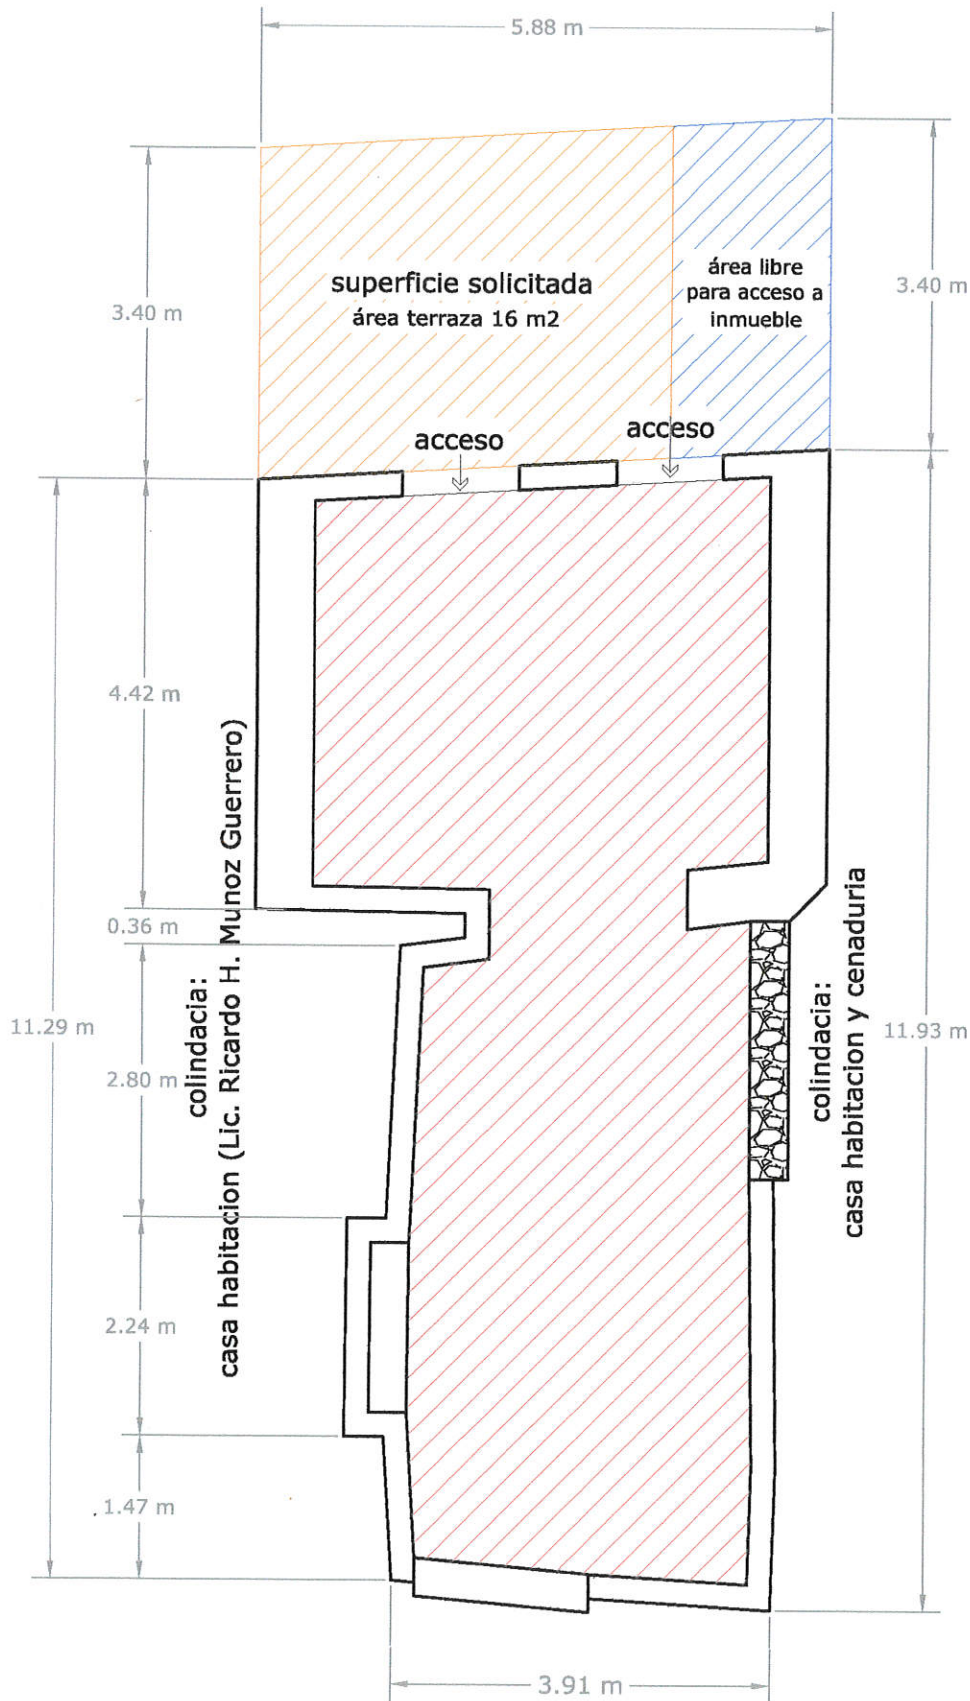 5.88 m
superficie solicitada
área terraza 16 m2
área libre
para acceso a
inmueble
3.40 m
3.40 m
acceso
acceso
4.42 m
0.36 m
colindacia:
casa habitacion (Lic. Ricardo H. Munoz Guerrero)
11.29 m
2.80 m
colindacia:
casa habitacion y cenaduria
11.93 m
2.24 m
1.47 m
3.91 m